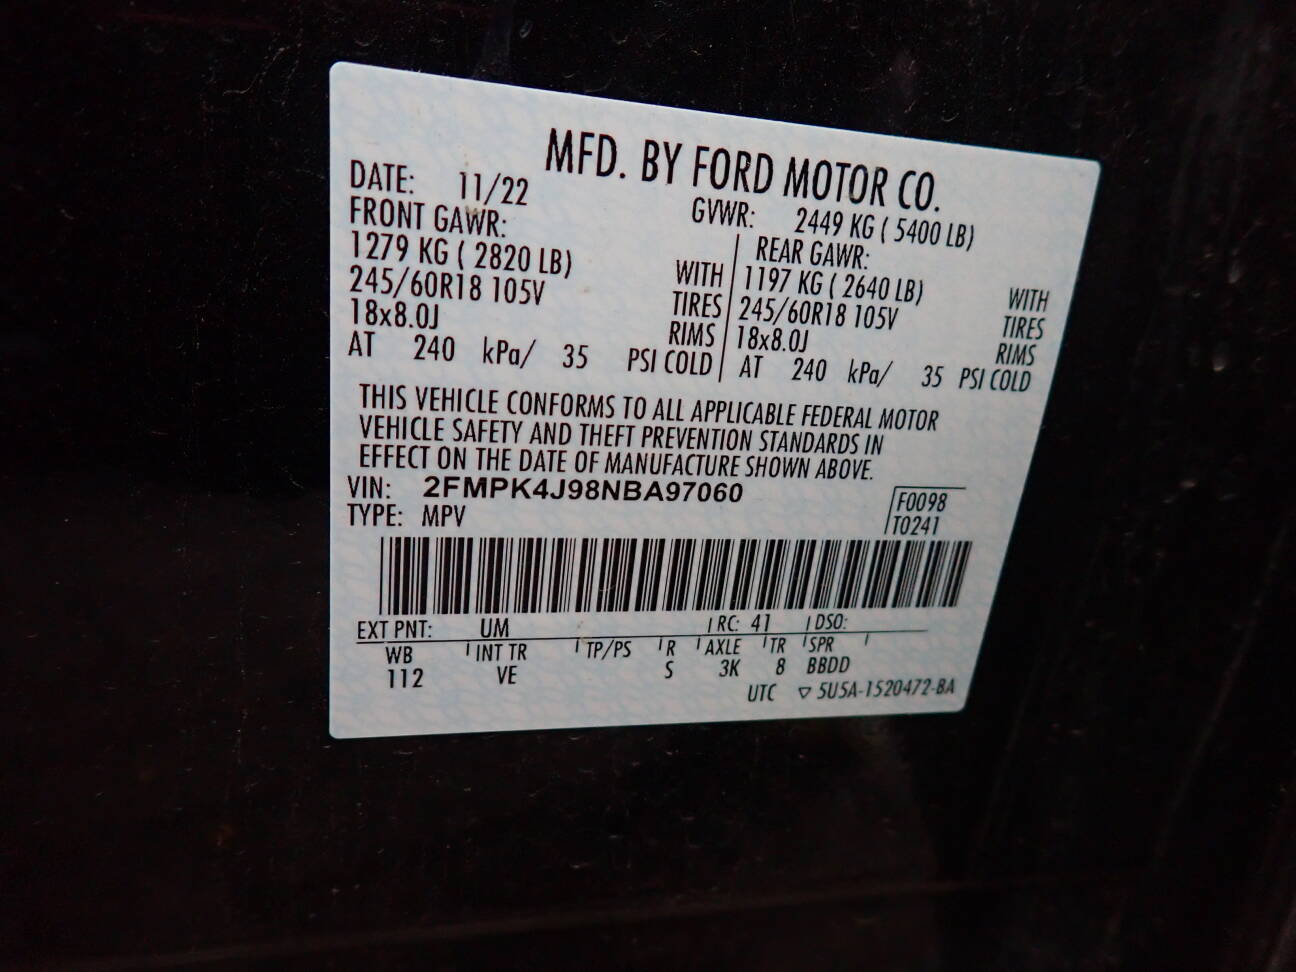 MFD. BY FORD MOTOR CO.
DATE: 11/22 GVWR: 2449 KG ( 5400 LB)
FRONT GAWR: REAR GAWR:
1279 KG ( 2820 LB) WITH 1197 KG ( 2640 LB) WITH
245/60R18 105V TIRES 245/60R18 105V TIRES
18x8.0J RIMS 18x8.0J RIMS
AT 240 kPa/ 35 PSI COLD AT 240 kPa/ 35 PSI COLD
THIS VEHICLE CONFORMS TO ALL APPLICABLE FEDERAL MOTOR
VEHICLE SAFETY AND THEFT PREVENTION STANDARDS IN
EFFECT ON THE DATE OF MANUFACTURE SHOWN ABOVE.
VIN: 2FMPK4J98NBA97060 F0098
TYPE: MPV T0241
EXT PNT: UM RC: 41 DSO:
WB INT TR TP/PS R AXLE TR SPR
112 VE S 3K 8 BBDD
UTC ▽ 5U5A-1520472-BA